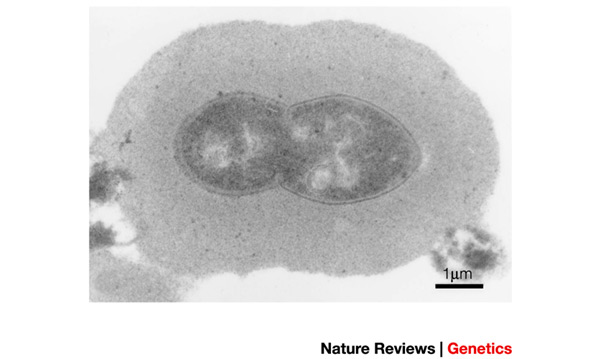 1μm
Nature Reviews | Genetics